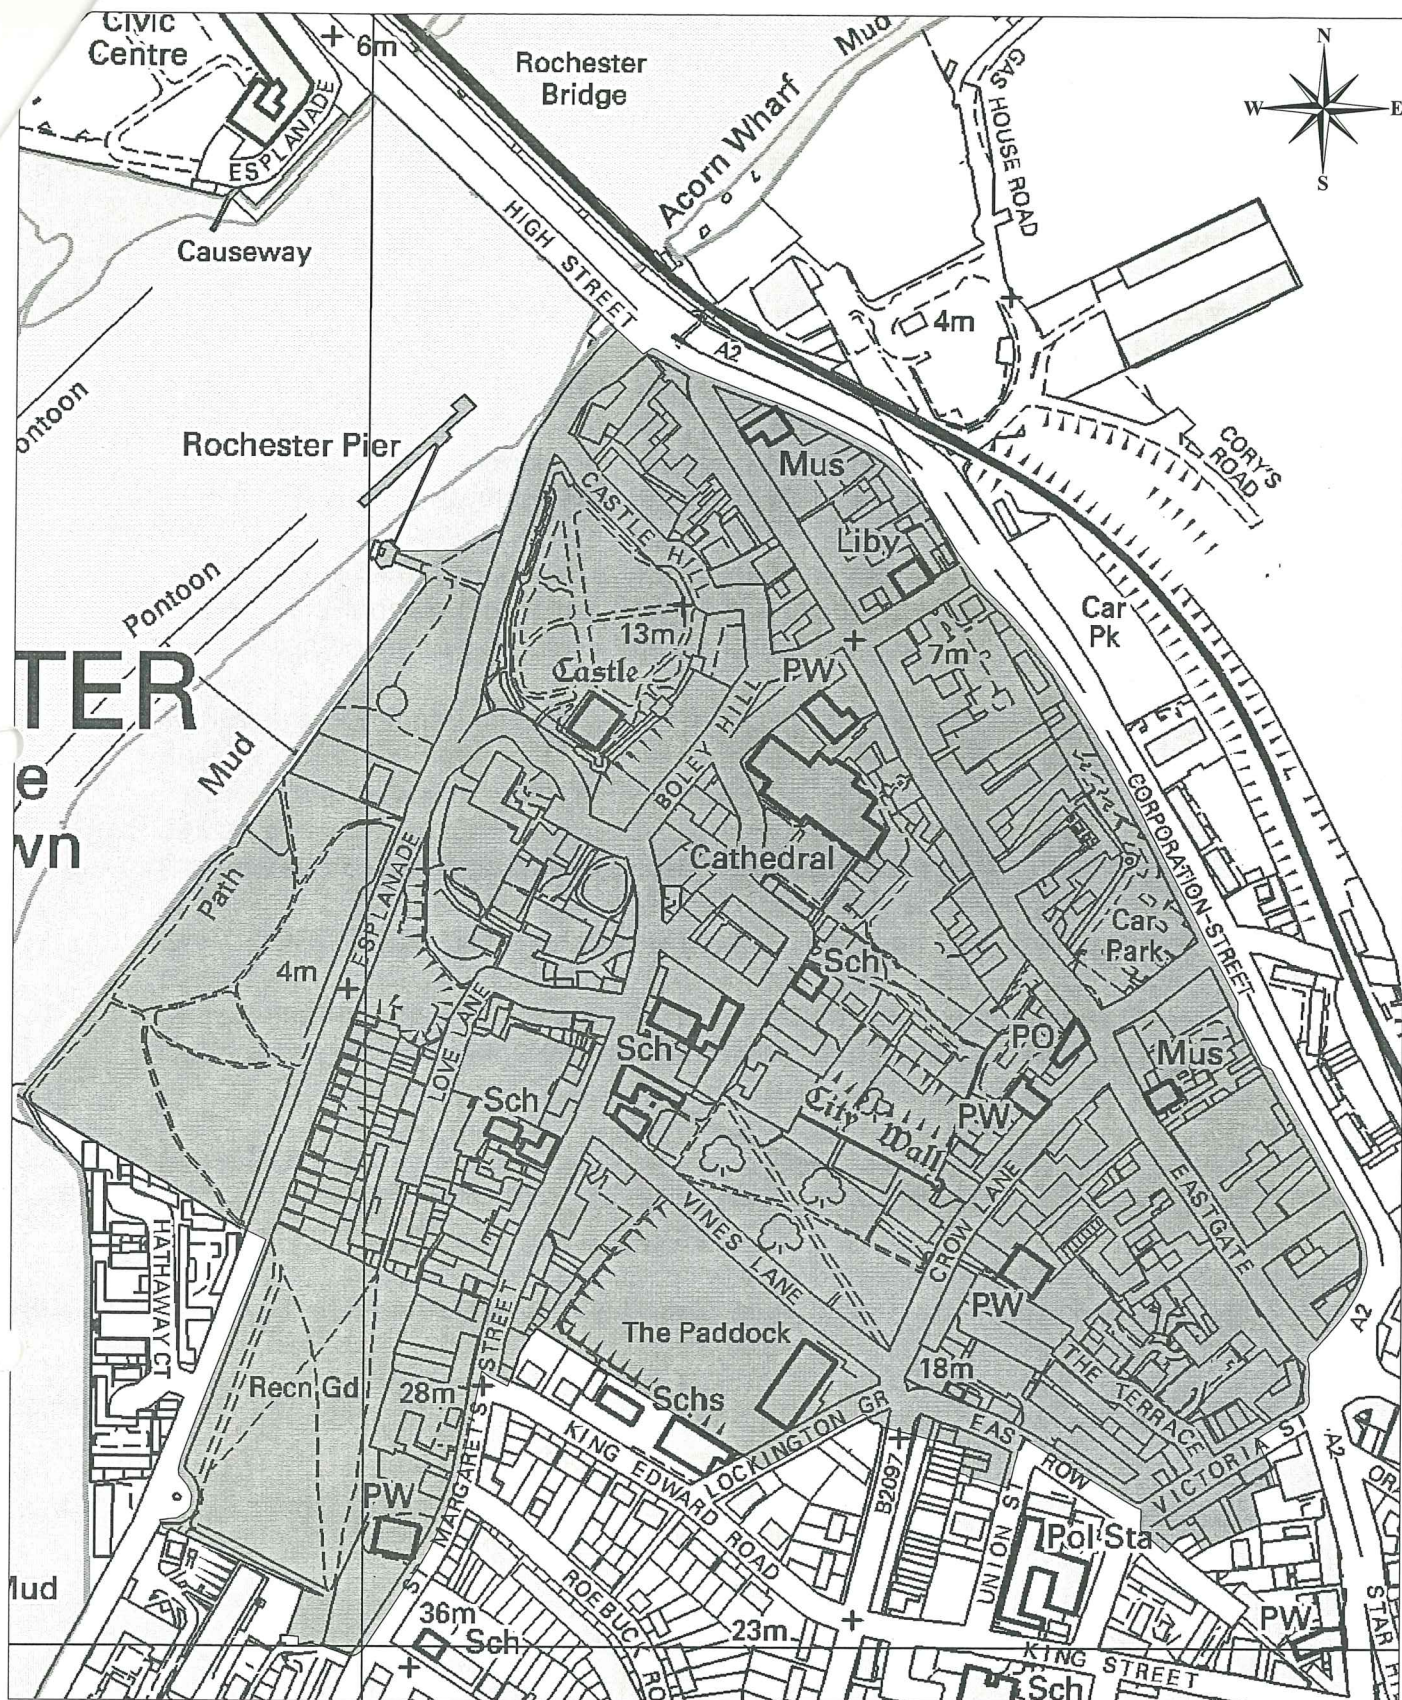 Civic
Centre
6m
Rochester
Bridge
Mud
GAS HOUSE ROAD
N
W
E
S
ESPLANADE
Acorn Wharf
Causeway
HIGH STREET
4m
A2
ontoon
Rochester Pier
CORY'S
ROAD
Mus
CASTLE HILL
Liby
Pontoon
Car
Pk
13m
7m
Castle
PW
TER
e
wn
Mud
BOLEY HILL
CORPORATION STREET
Cathedral
ESPLANADE
Path
Car
Park
4m
Sch
LOVE LANE
PO
Mus
Sch
Sch
City Wall
PW
EASTGATE
CROW LANE
VINES LANE
HATHAWAY CT
PW
The Paddock
A2
18m
THE TERRACE
Recn Gd
28m
Schs
ST MARGARET'S STREET
LOCKINGTON GR
EAS
ROW
VICTORIA S
A2
KING EDWARD ROAD
B2097
UNION ST
PW
Pol Sta
ROEBUCK RO
lud
36m
Sch
23m
PW
STAR H
KING STREET
Sch